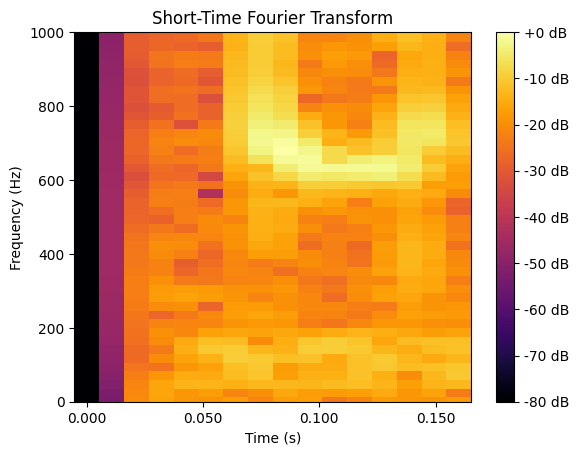 Short-Time Fourier Transform
Frequency (Hz)
1000
800
600
400
200
0
0.000
0.050
0.100
0.150
Time (s)
+0 dB
-10 dB
-20 dB
-30 dB
-40 dB
-50 dB
-60 dB
-70 dB
-80 dB